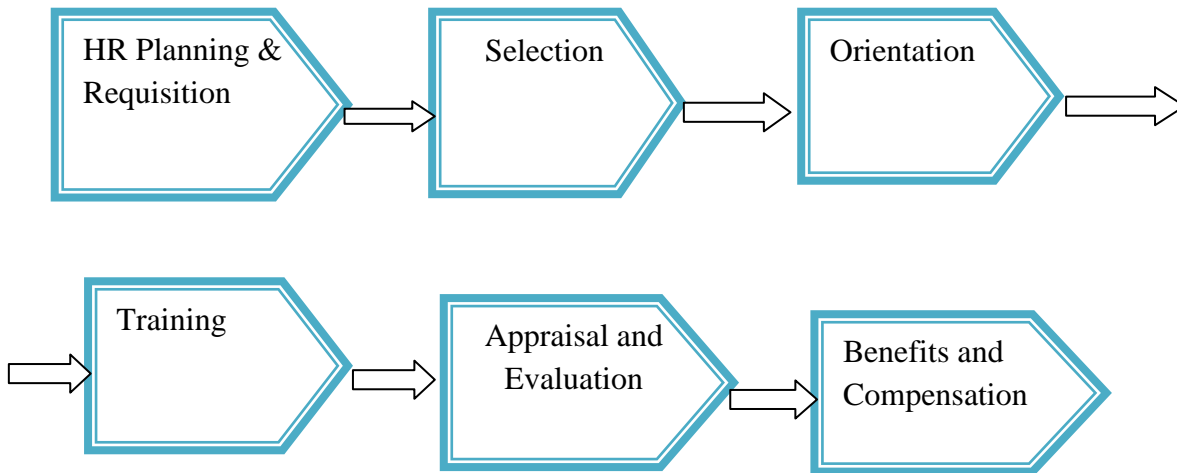 HR Planning &
Requisition
Selection
Orientation
Training
Appraisal and
Evaluation
Benefits and
Compensation